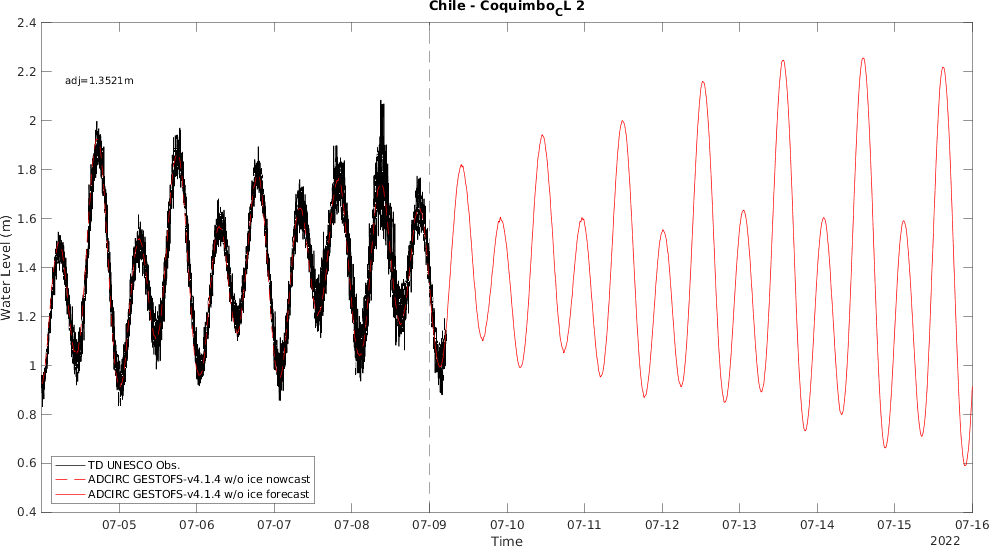 Chile - Coquimbo_CL 2
2.4
2.2
2
1.8
1.6
1.4
1.2
1
0.8
0.6
0.4
Water Level (m)
adj=1.3521m
TD UNESCO Obs.
ADCIRC GESTOFS-v4.1.4 w/o ice nowcast
ADCIRC GESTOFS-v4.1.4 w/o ice forecast
07-05 07-06 07-07 07-08 07-09 07-10 07-11 07-12 07-13 07-14 07-15 07-16
Time
2022